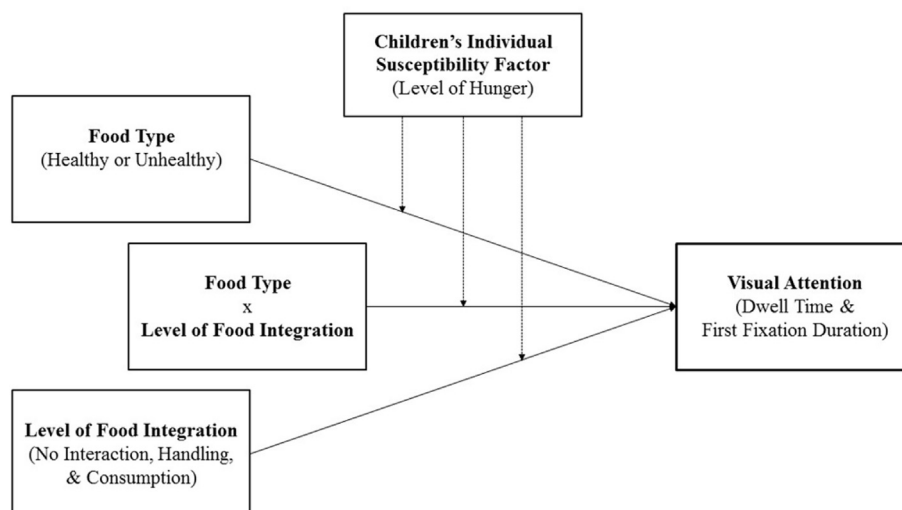 Children’s Individual
Susceptibility Factor
(Level of Hunger)
Food Type
(Healthy or Unhealthy)
Food Type
x
Level of Food Integration
Visual Attention
(Dwell Time &
First Fixation Duration)
Level of Food Integration
(No Interaction, Handling,
& Consumption)